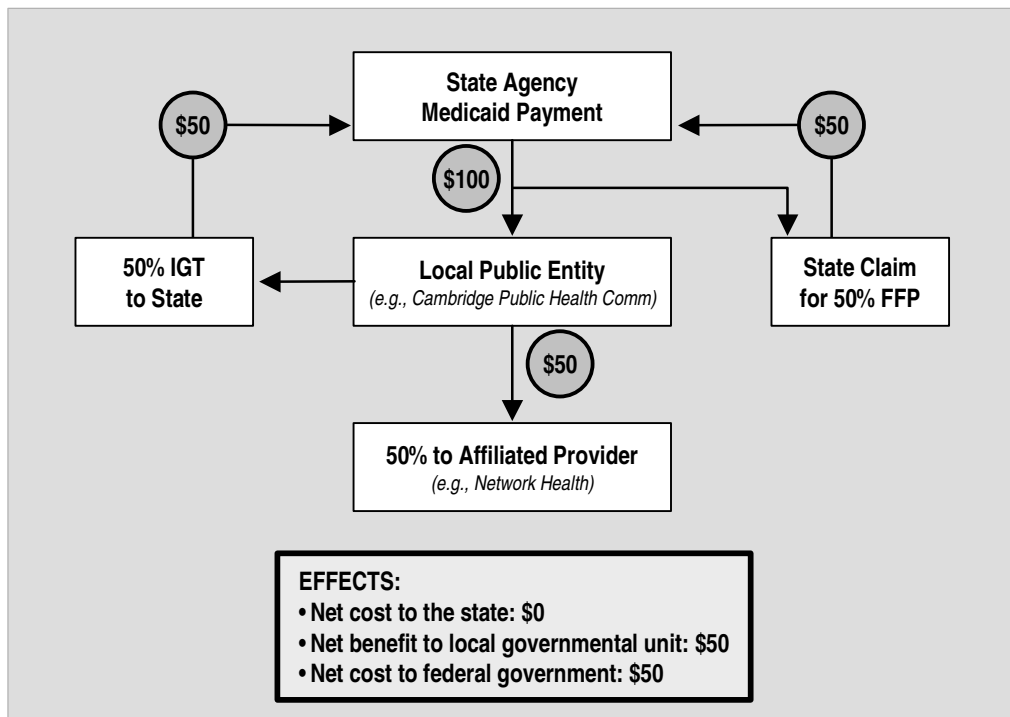 State Agency
Medicaid Payment
$50
$50
$100
50% IGT
to State
Local Public Entity
(e.g., Cambridge Public Health Comm)
State Claim
for 50% FFP
$50
50% to Affiliated Provider
(e.g., Network Health)
EFFECTS:
• Net cost to the state: $0
• Net benefit to local governmental unit: $50
• Net cost to federal government: $50